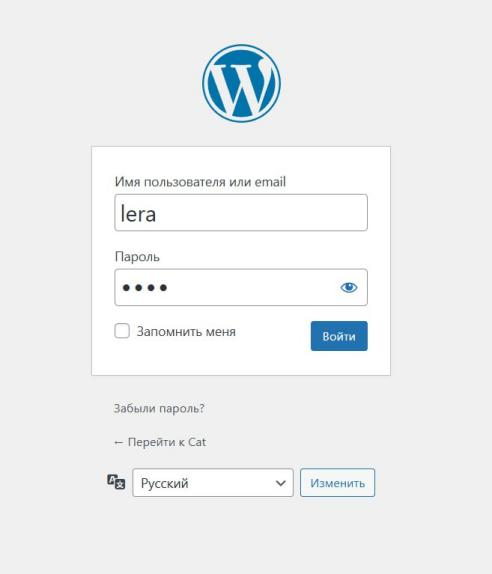 Имя пользователя или email
lera
Пароль
••••
Запомнить меня
Войти
Забыли пароль?
← Перейти к Cat
Русский
Изменить